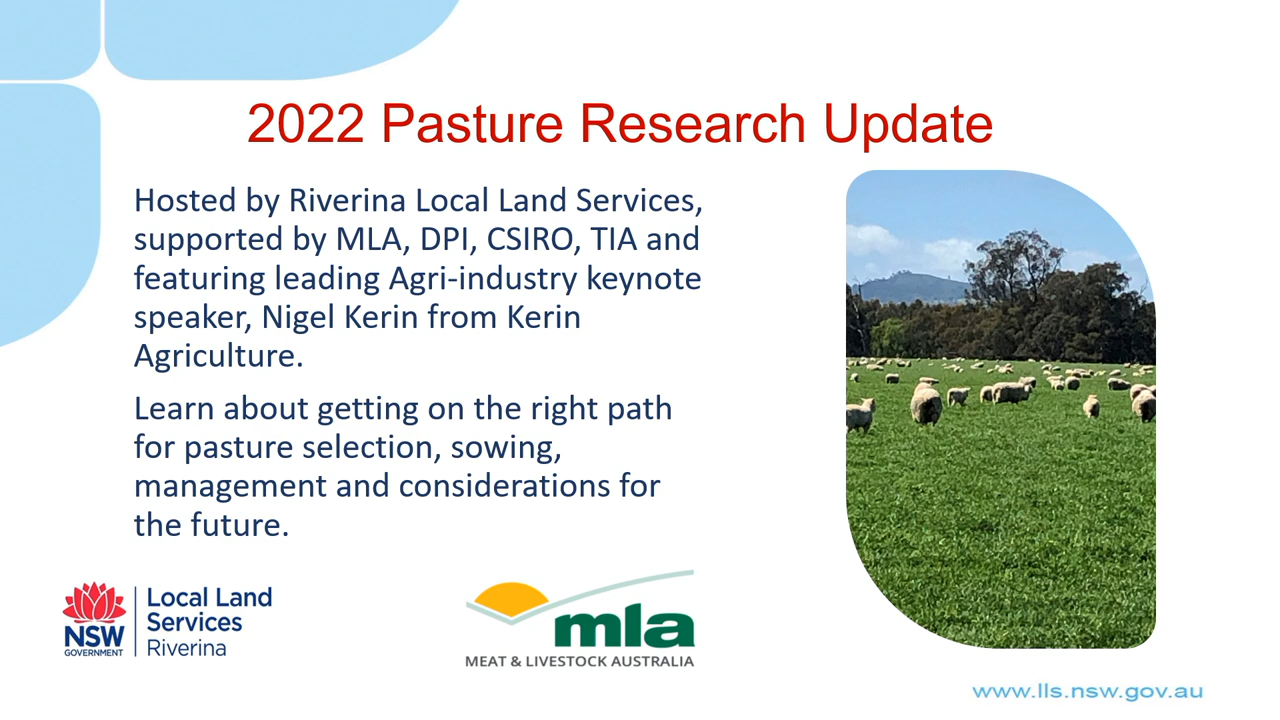 2022 Pasture Research Update
Hosted by Riverina Local Land Services,
supported by MLA, DPI, CSIRO, TIA and
featuring leading Agri-industry keynote
speaker, Nigel Kerin from Kerin
Agriculture.
Learn about getting on the right path
for pasture selection, sowing,
management and considerations for
the future.
NSW
GOVERNMENT
Local Land
Services
Riverina
mla
MEAT & LIVESTOCK AUSTRALIA
www.lls.nsw.gov.au